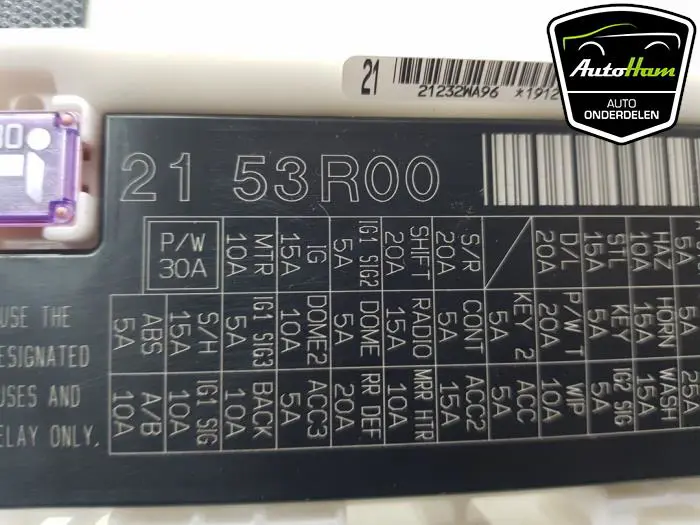 AutoHam
AUTO
ONDERDELEN
21
21232WA96 *1912
30
21 53R00
P/W
30A
MTR
10A
IG
15A
IG1 SIG2
5A
SHIFT
20A
S/R
20A
D/L
20A
STL
15A
HAZ
10A
5A
ABS
5A
S/H
15A
IG1 SIG3
5A
DOME2
10A
DOME
5A
RADIO
15A
CONT
5A
KEY 2
5A
P/W T
20A
KEY
5A
HORN
15A
5A
A/B
10A
IG1 SIG
10A
BACK
10A
ACC3
5A
RR DEF
20A
MRR HTR
10A
ACC2
15A
ACC
5A
WIP
10A
IG2 SIG
5A
WASH
15A
USE THE
DESIGNATED
USES AND
RELAY ONLY.